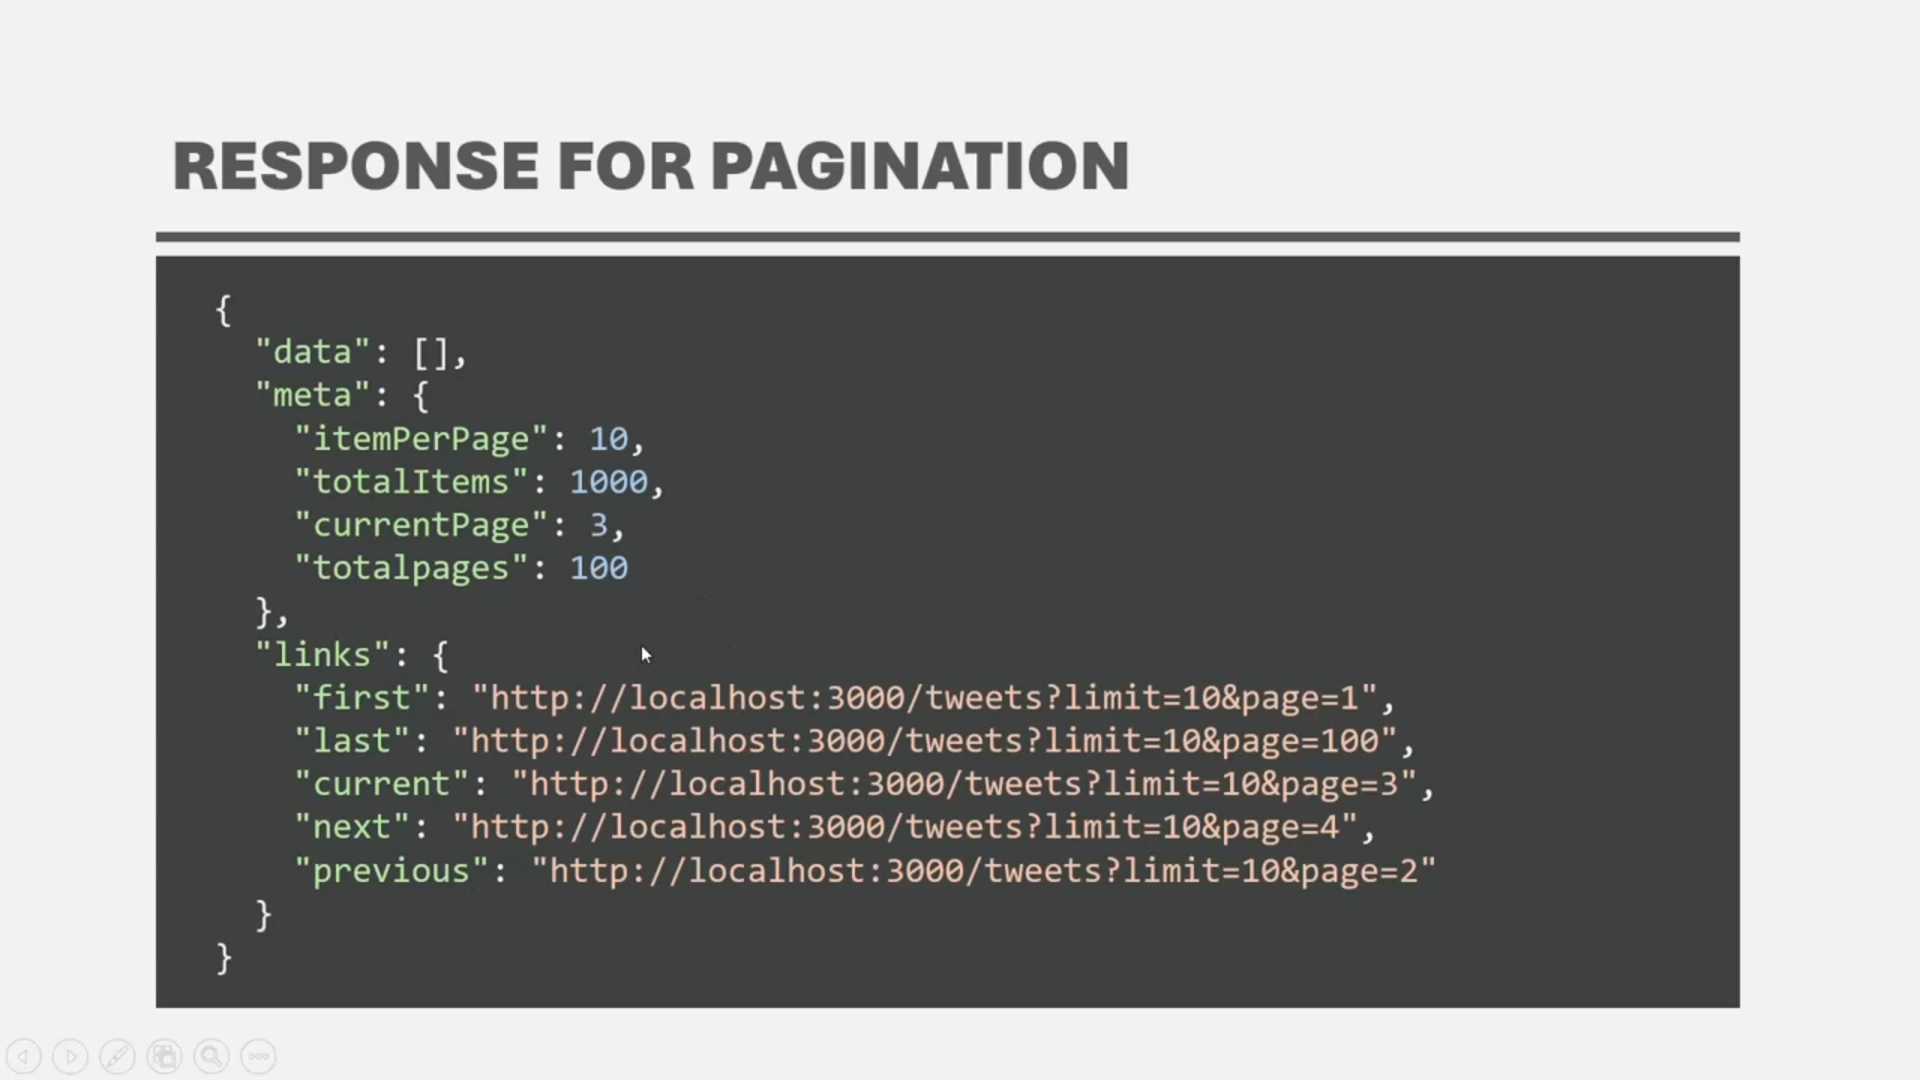 RESPONSE FOR PAGINATION
{
"data": [],
"meta": {
"itemPerPage": 10,
"totalItems": 1000,
"currentPage": 3,
"totalpages": 100
},
"links": {
"first": "http://localhost:3000/tweets?limit=10&page=1",
"last": "http://localhost:3000/tweets?limit=10&page=100",
"current": "http://localhost:3000/tweets?limit=10&page=3",
"next": "http://localhost:3000/tweets?limit=10&page=4",
"previous": "http://localhost:3000/tweets?limit=10&page=2"
}
}